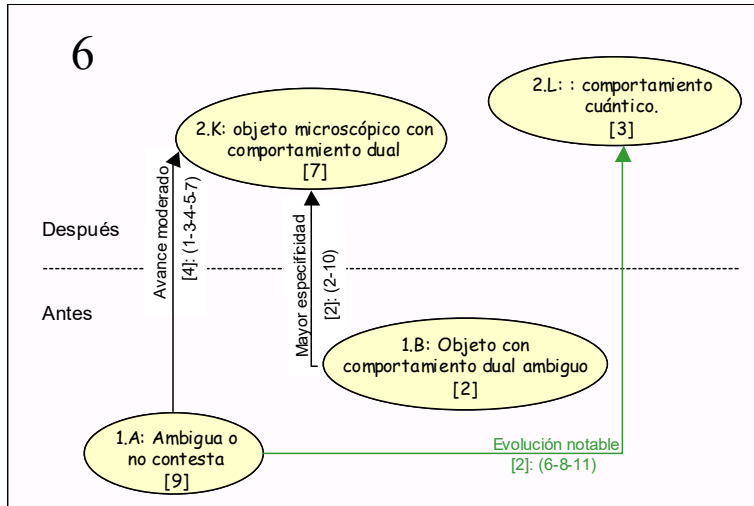 6
2.L: : comportamiento
cuántico.
[3]
2.K: objeto microscópico con
comportamiento dual
[7]
Avance moderado
[4]: (1-3-4-5-7)
Mayor especificidad
[2]: (2-10)
Después
Antes
1.B: Objeto con
comportamiento dual ambiguo
[2]
1.A: Ambigua o
no contesta
[9]
Evolución notable
[2]: (6-8-11)